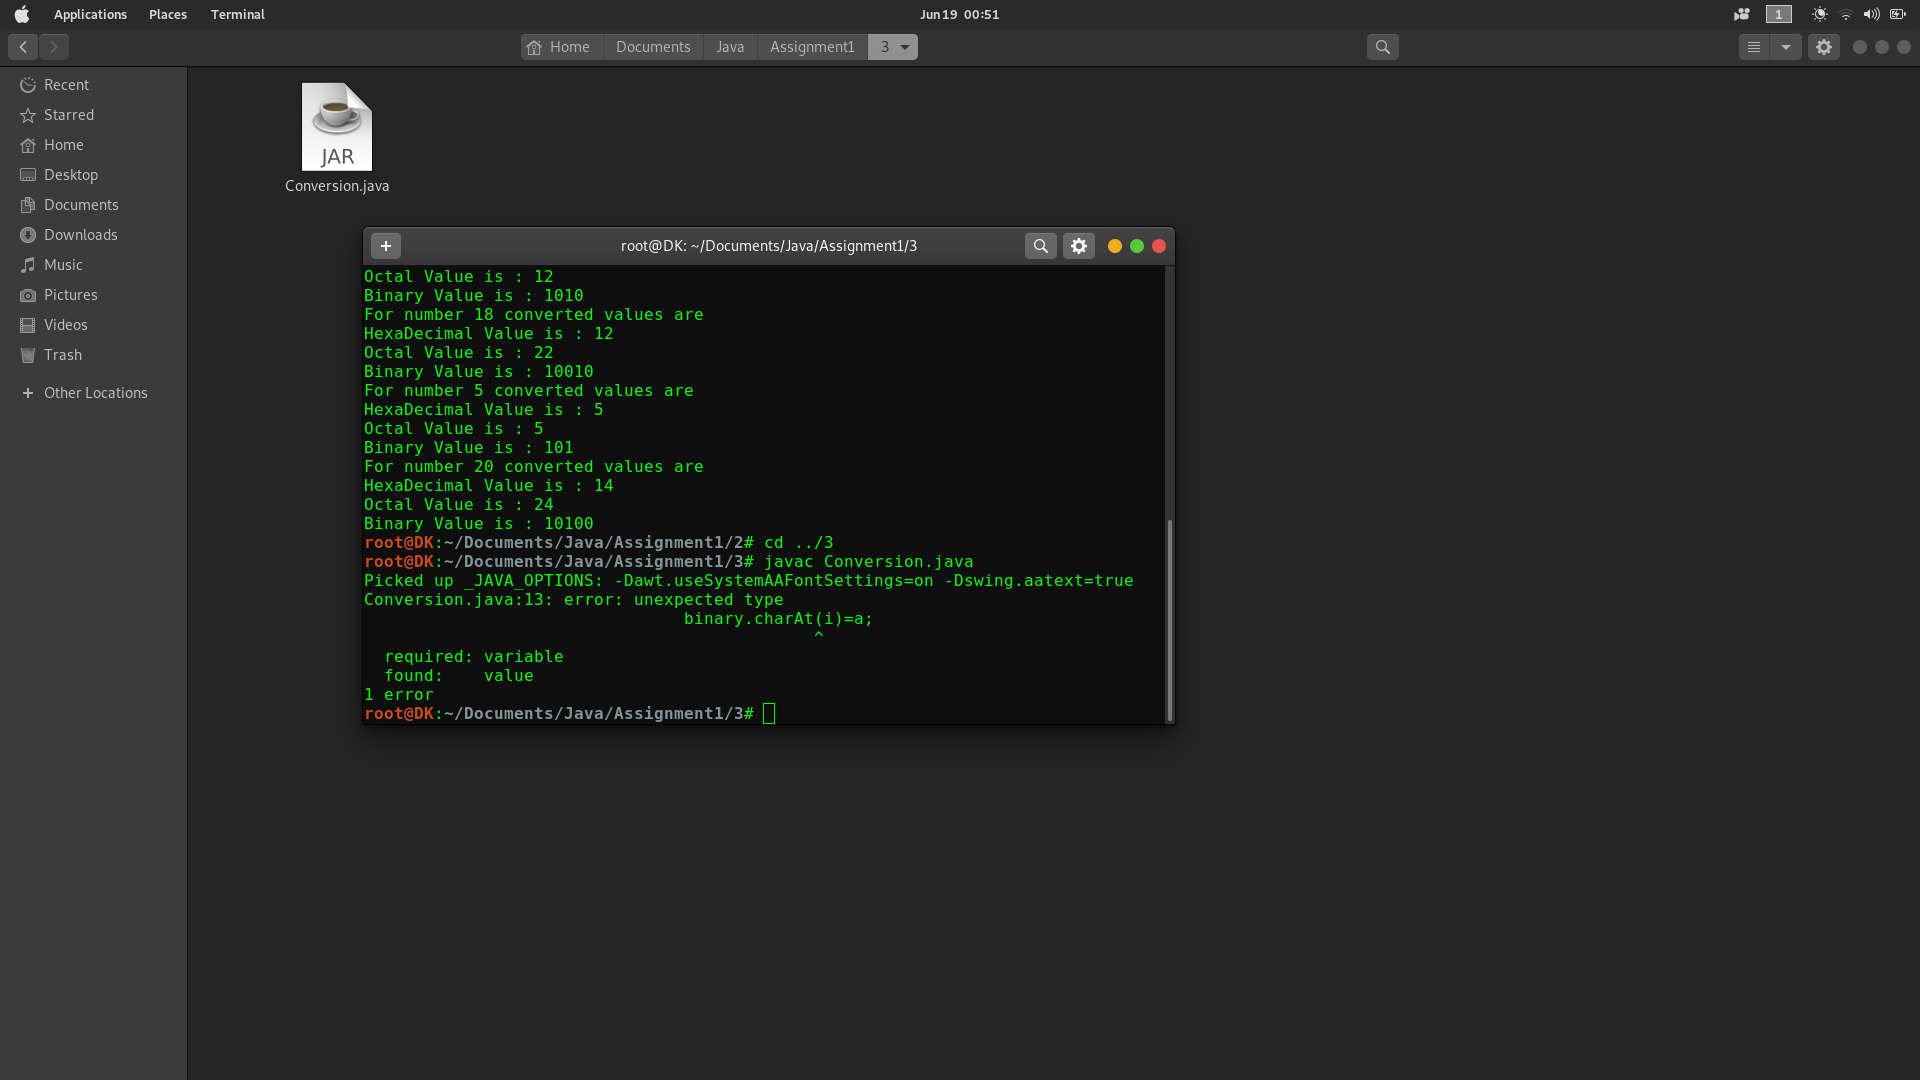 Applications Places Terminal Jun 19 00:51 1
Home Documents Java Assignment1 3
Recent
Starred
Home
Desktop
Documents
Downloads
Music
Pictures
Videos
Trash
+ Other Locations
JAR
Conversion.java
root@DK: ~/Documents/Java/Assignment1/3
Octal Value is : 12
Binary Value is : 1010
For number 18 converted values are
HexaDecimal Value is : 12
Octal Value is : 22
Binary Value is : 10010
For number 5 converted values are
HexaDecimal Value is : 5
Octal Value is : 5
Binary Value is : 101
For number 20 converted values are
HexaDecimal Value is : 14
Octal Value is : 24
Binary Value is : 10100
root@DK:~/Documents/Java/Assignment1/2# cd ../3
root@DK:~/Documents/Java/Assignment1/3# javac Conversion.java
Picked up _JAVA_OPTIONS: -Dawt.useSystemAAFontSettings=on -Dswing.aatext=true
Conversion.java:13: error: unexpected type
binary.charAt(i)=a;
^
required: variable
found:    value
1 error
root@DK:~/Documents/Java/Assignment1/3#